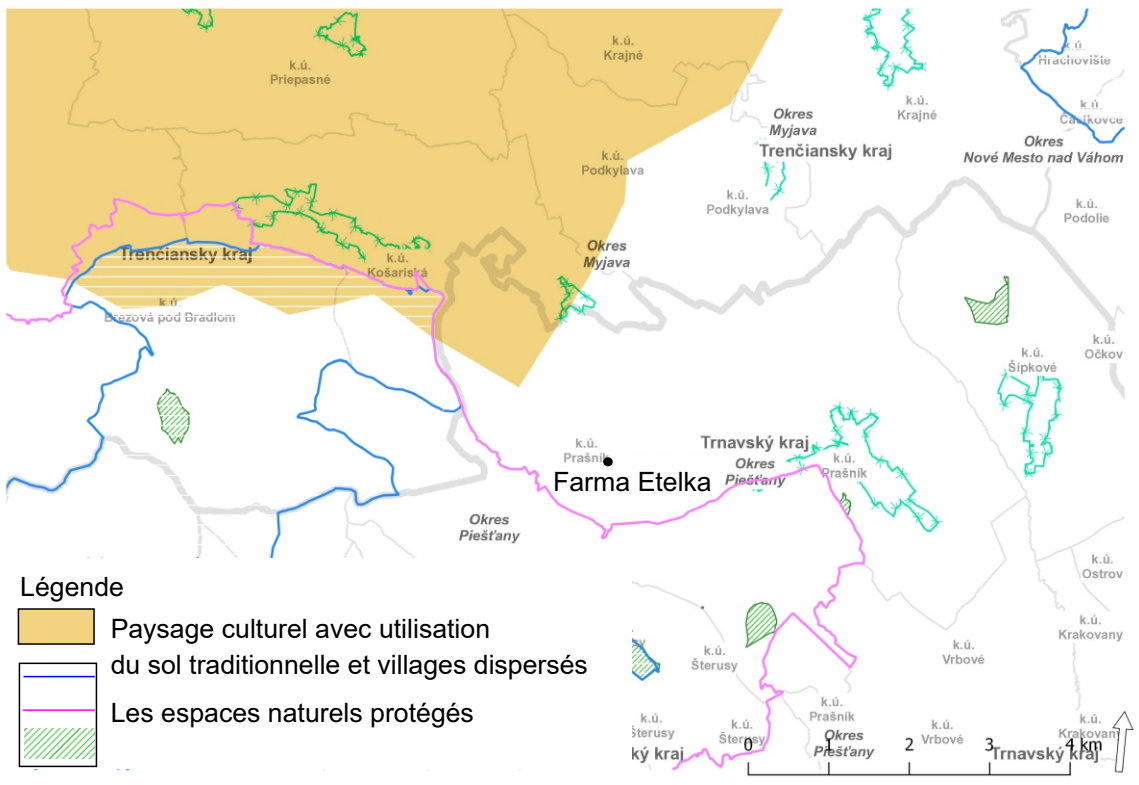 k.ú.
Priepasné
k.ú.
Krajné
k.ú.
Hrachovište
k.ú.
Častkovce
Okres
Myjava
Trenčiansky kraj
k.ú.
Krajné
Okres
Nové Mesto nad Váhom
k.ú.
Podkylava
k.ú.
Podkylava
k.ú.
Podolie
Trenčiansky kraj
k.ú.
Košariská
Okres
Myjava
k.ú.
Brezová pod Bradlom
k.ú.
Šípkové
k.ú.
Očkov
k.ú.
Prašník
Farma Etelka
Trnavský kraj
Okres
Piešťany
k.ú.
Prašník
Okres
Piešťany
k.ú.
Ostrov
k.ú.
Krakovany
k.ú.
Šterusy
k.ú.
Vrbové
k.ú.
Prašník
k.ú.
Šterusy
k.ú.
Šterusy
Okres
Piešťany
k.ú.
Vrbové
k.ú.
Krakovany
ský kraj
Trnavský kraj
0 1 2 3 4 km
Légende
Paysage culturel avec utilisation
du sol traditionnelle et villages dispersés
Les espaces naturels protégés